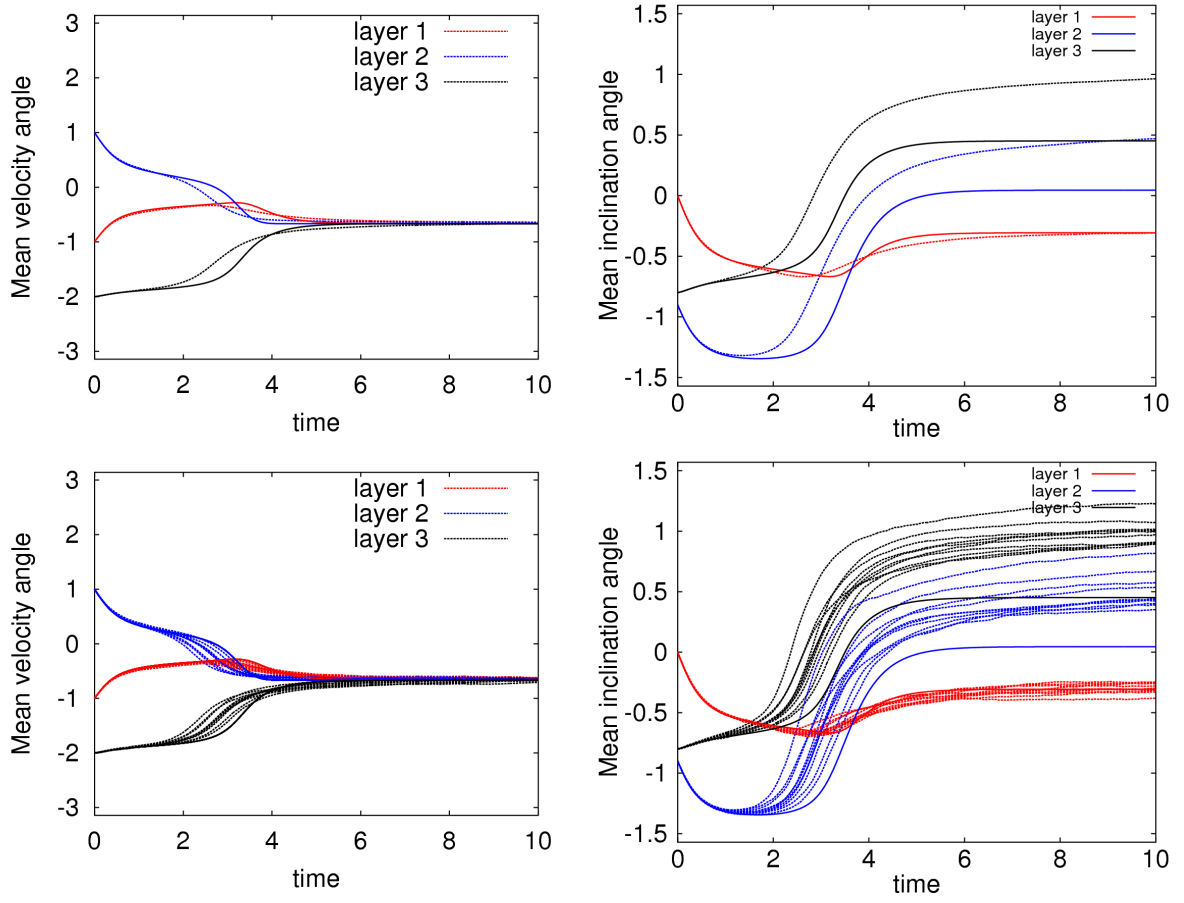 Mean velocity angle
3
2
1
0
-1
-2
-3
layer 1
layer 2
layer 3
0 2 4 6 8 10
time
Mean inclination angle
1.5
1
0.5
0
-0.5
-1
-1.5
layer 1
layer 2
layer 3
0 2 4 6 8 10
time
Mean velocity angle
3
2
1
0
-1
-2
-3
layer 1
layer 2
layer 3
0 2 4 6 8 10
time
Mean inclination angle
1.5
1
0.5
0
-0.5
-1
-1.5
layer 1
layer 2
layer 3
0 2 4 6 8 10
time